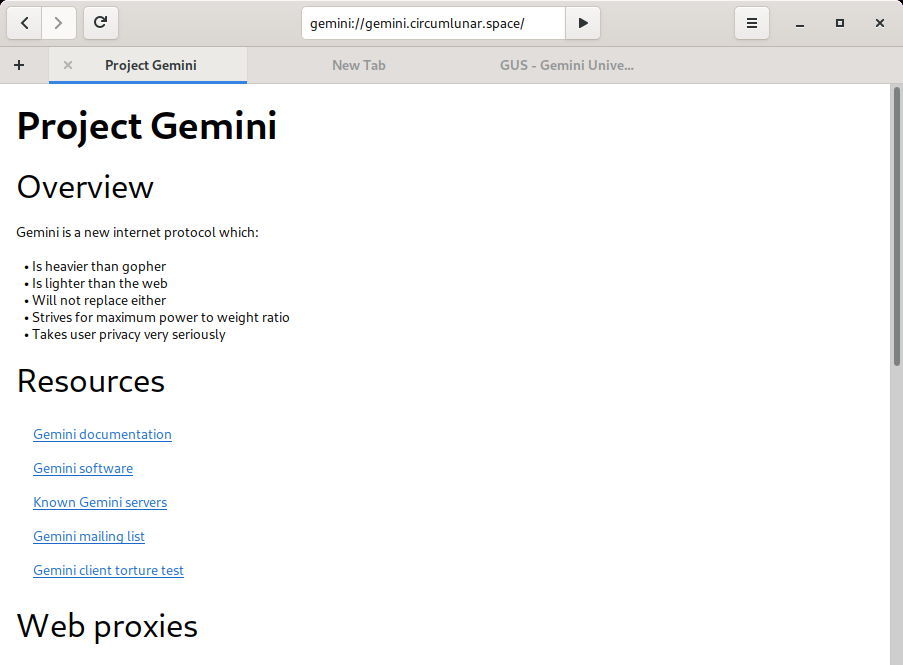 gemini://gemini.circumlunar.space/
Project Gemini
New Tab
GUS - Gemini Unive...
Project Gemini
Overview
Gemini is a new internet protocol which:
• Is heavier than gopher
• Is lighter than the web
• Will not replace either
• Strives for maximum power to weight ratio
• Takes user privacy very seriously
Resources
Gemini documentation
Gemini software
Known Gemini servers
Gemini mailing list
Gemini client torture test
Web proxies